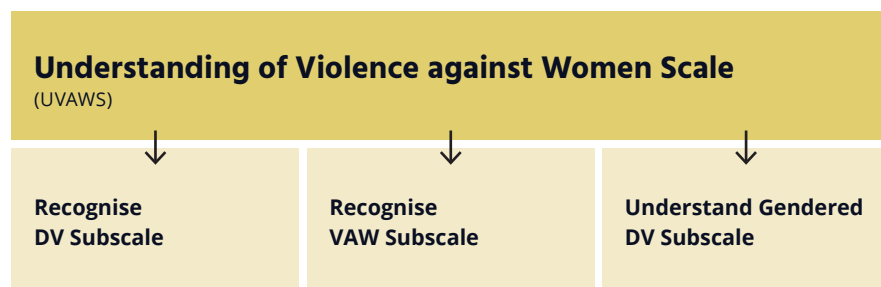 Understanding of Violence against Women Scale
(UVAWS)
Recognise
DV Subscale
Recognise
VAW Subscale
Understand Gendered
DV Subscale